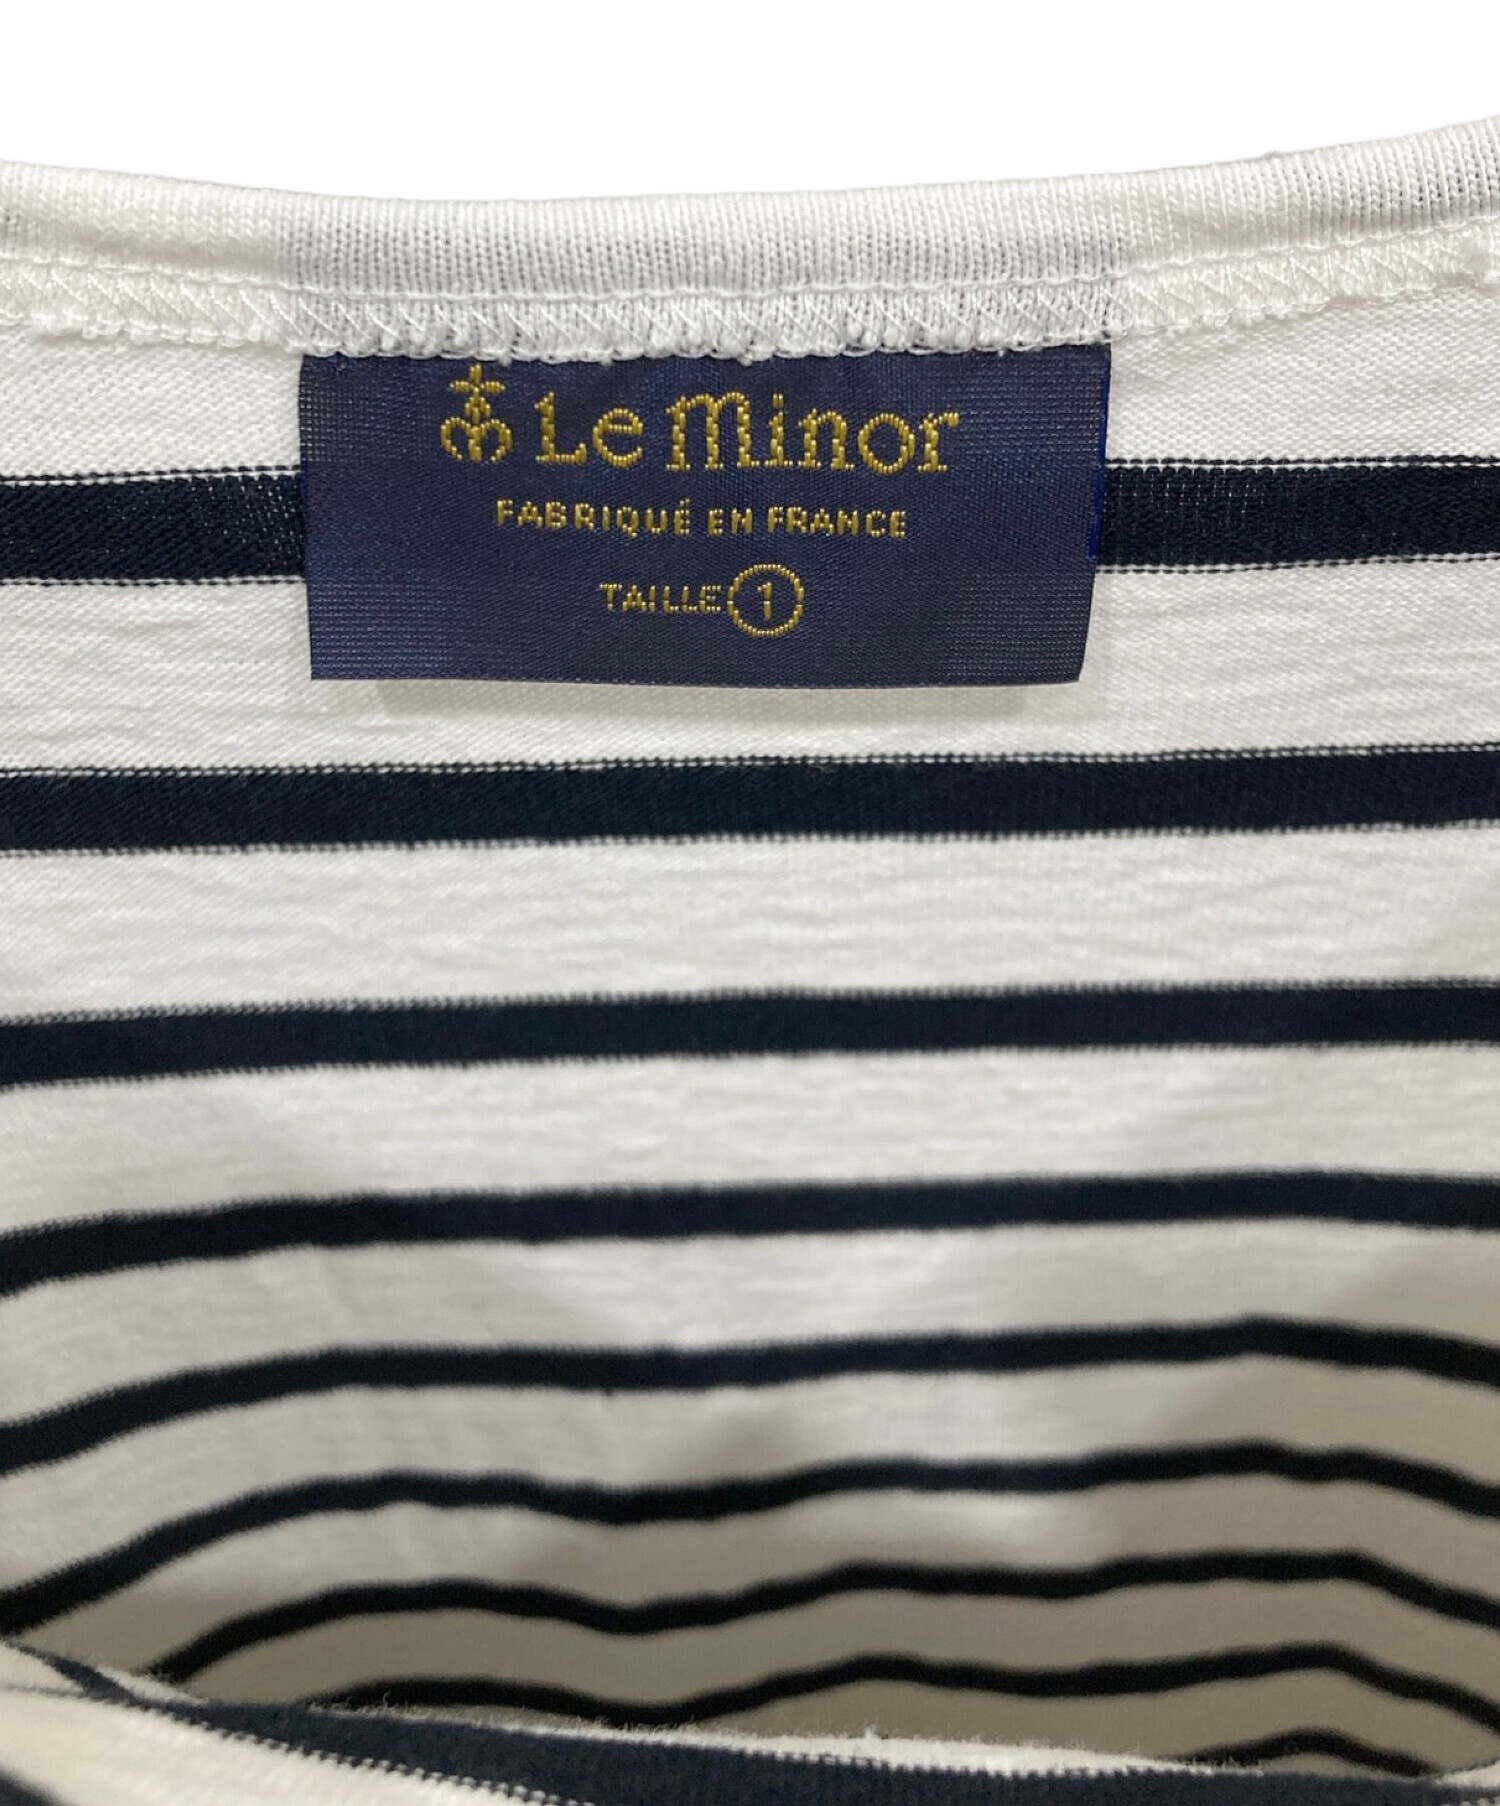 Le Minor
FABRIQUÉ EN FRANCE
TAILLE 1